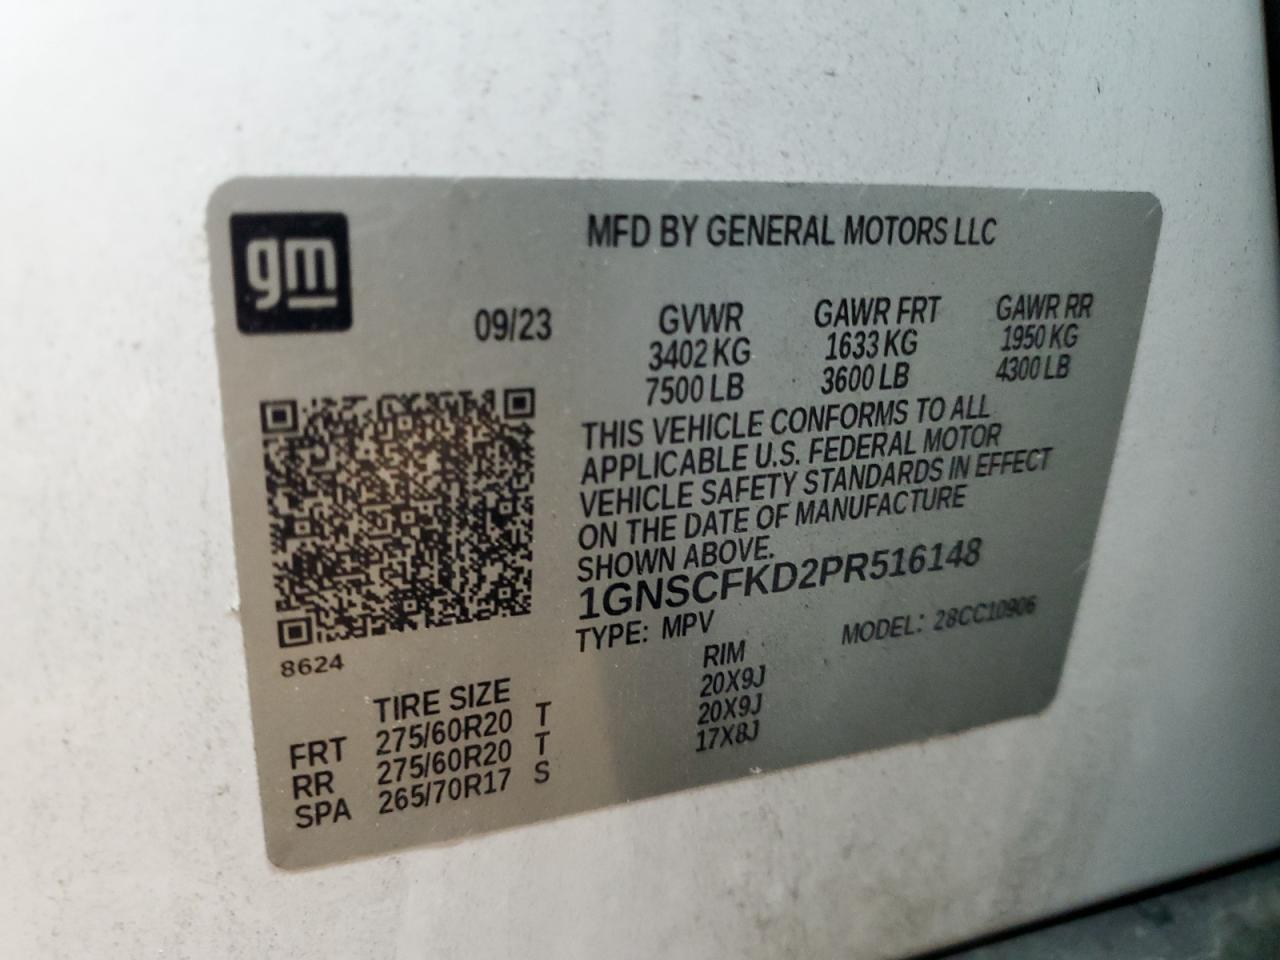 gm
MFD BY GENERAL MOTORS LLC
09/23 GVWR GAWR FRT GAWR RR
3402 KG 1633 KG 1950 KG
7500 LB 3600 LB 4300 LB
THIS VEHICLE CONFORMS TO ALL
APPLICABLE U.S. FEDERAL MOTOR
VEHICLE SAFETY STANDARDS IN EFFECT
ON THE DATE OF MANUFACTURE
SHOWN ABOVE.
1GNSCFKD2PR516148
TYPE: MPV MODEL: 28CC10906
8624
TIRE SIZE RIM
FRT 275/60R20 T 20X9J
RR 275/60R20 T 20X9J
SPA 265/70R17 S 17X8J